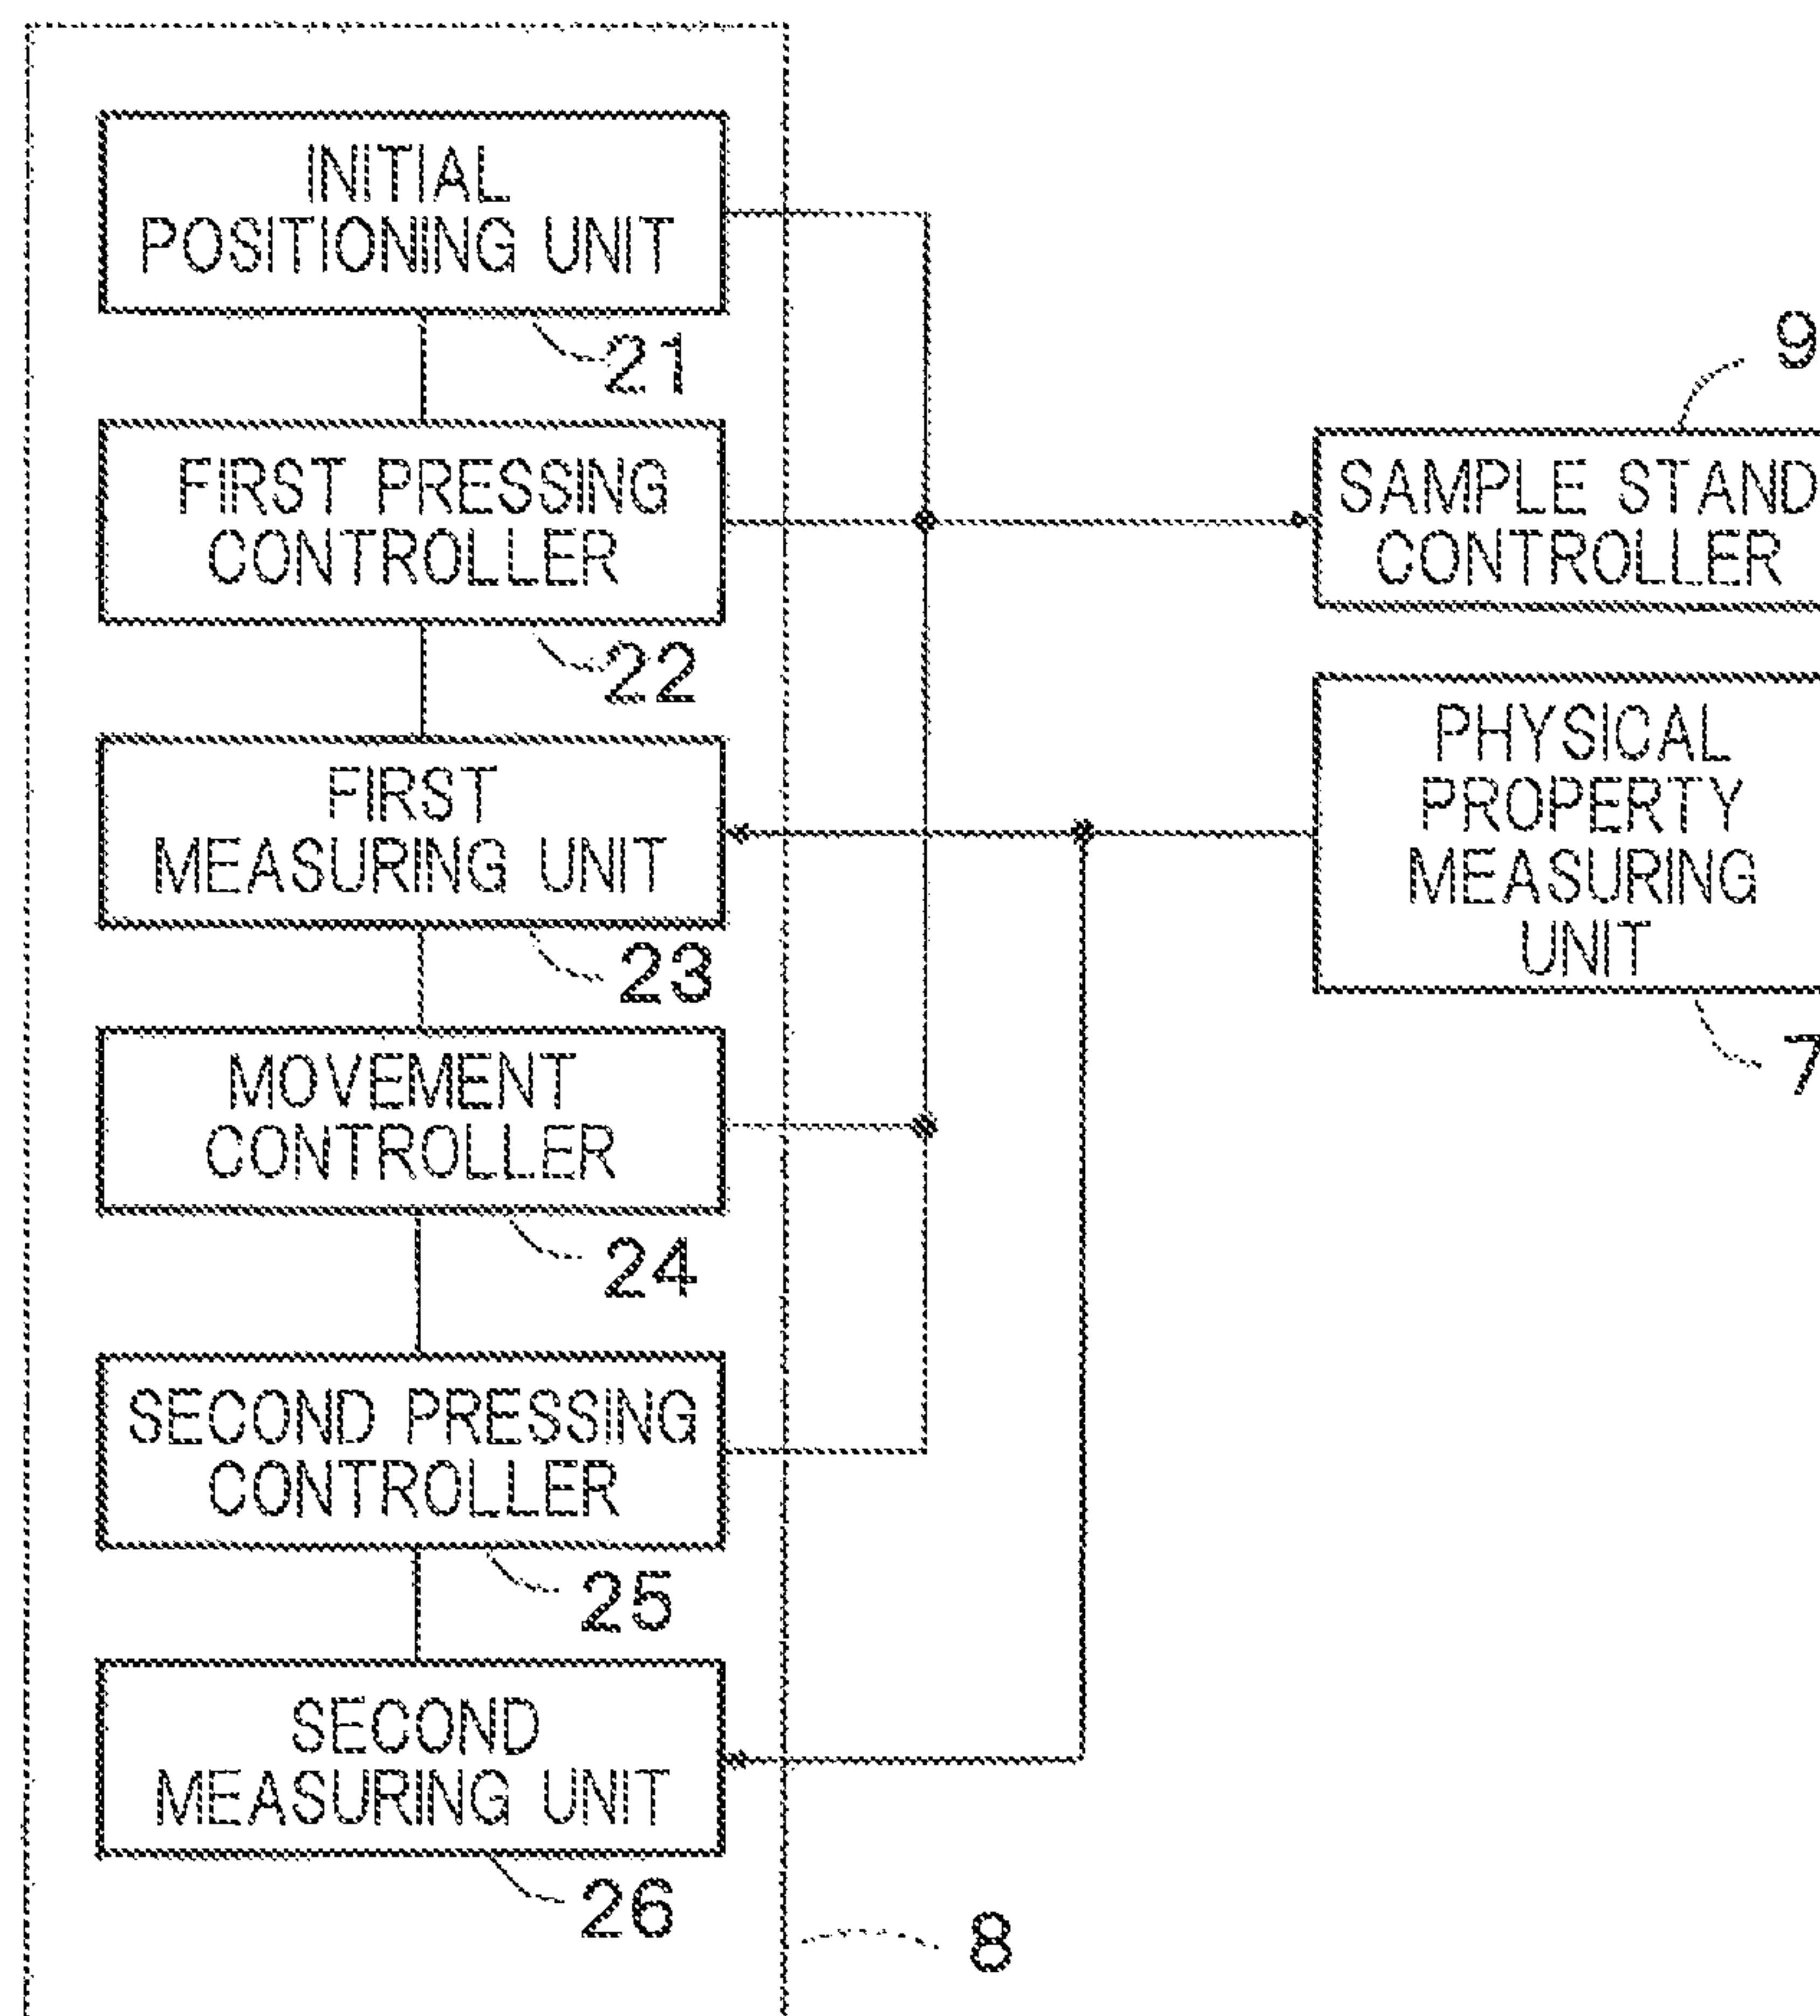 INITIAL
POSITIONING UNIT
21
FIRST PRESSING
CONTROLLER
22
FIRST
MEASURING UNIT
23
MOVEMENT
CONTROLLER
24
SECOND PRESSING
CONTROLLER
25
SECOND
MEASURING UNIT
26
8
9
SAMPLE STAND
CONTROLLER
PHYSICAL
PROPERTY
MEASURING
UNIT
7